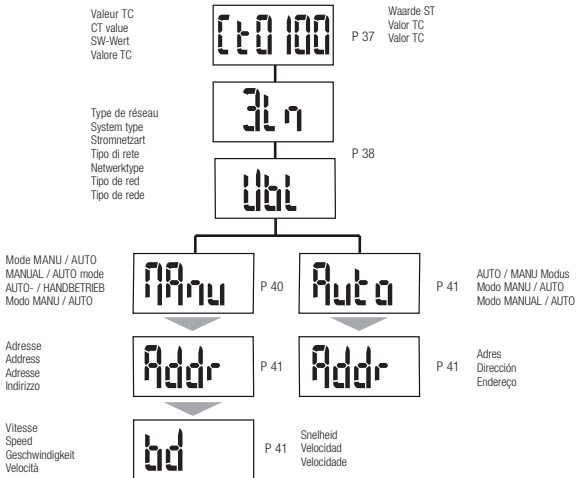 Valeur TC
CT value
SW-Wert
Valore TC
Ct0100
P 37
Waarde ST
Valor TC
Valor TC
Type de réseau
System type
Stromnetzart
Tipo di rete
Netwerktype
Tipo de red
Tipo de rede
3Ln
Ubl
P 38
Mode MANU / AUTO
MANUAL / AUTO mode
AUTO- / HANDBETRIEB
Modo MANU / AUTO
MAnu
P 40
Auto
P 41
AUTO / MANU Modus
Modo MANU / AUTO
Modo MANUAL / AUTO
Adresse
Address
Adresse
Indirizzo
Addr
P 41
Addr
P 41
Adres
Dirección
Endereço
Vitesse
Speed
Geschwindigkeit
Velocità
bd
P 41
Snelheid
Velocidad
Velocidade